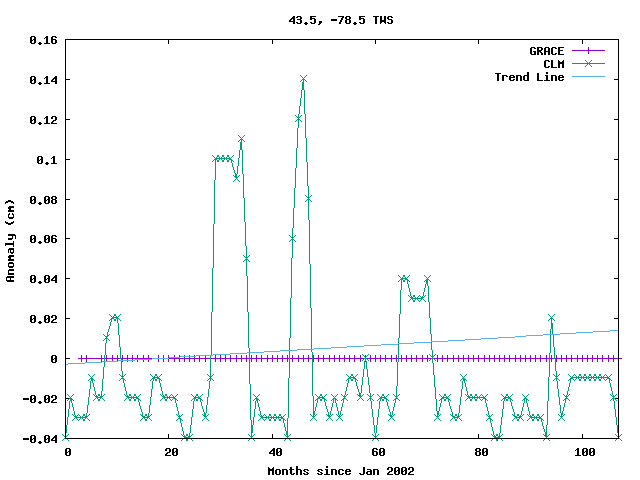 43.5, -78.5 TWS
0.16
0.14
0.12
0.1
0.08
0.06
0.04
0.02
0
-0.02
-0.04
Anomaly (cm)
GRACE
CLM
Trend Line
0 20 40 60 80 100
Months since Jan 2002